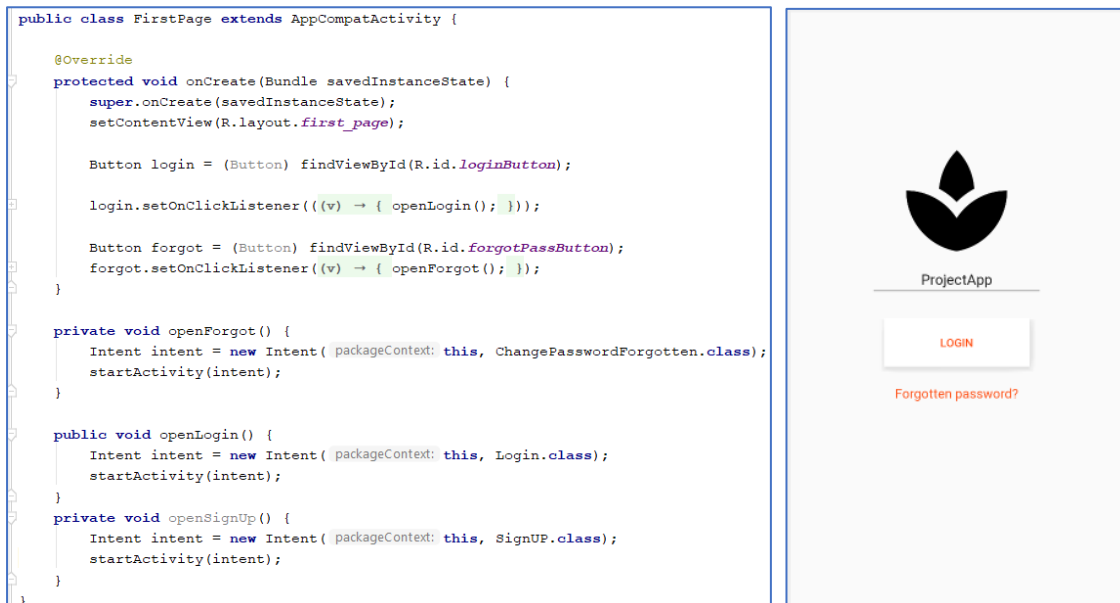 public class FirstPage extends AppCompatActivity {
@Override
protected void onCreate(Bundle savedInstanceState) {
super.onCreate(savedInstanceState);
setContentView(R.layout.first_page);
Button login = (Button) findViewById(R.id.loginButton);
login.setOnClickListener(((v) → { openLogin(); }));
Button forgot = (Button) findViewById(R.id.forgotPassButton);
forgot.setOnClickListener((v) → { openForgot(); });
}
private void openForgot() {
Intent intent = new Intent( packageContext: this, ChangePasswordForgotten.class);
startActivity(intent);
}
public void openLogin() {
Intent intent = new Intent( packageContext: this, Login.class);
startActivity(intent);
}
private void openSignUp() {
Intent intent = new Intent( packageContext: this, SignUP.class);
startActivity(intent);
}
}
ProjectApp
LOGIN
Forgotten password?